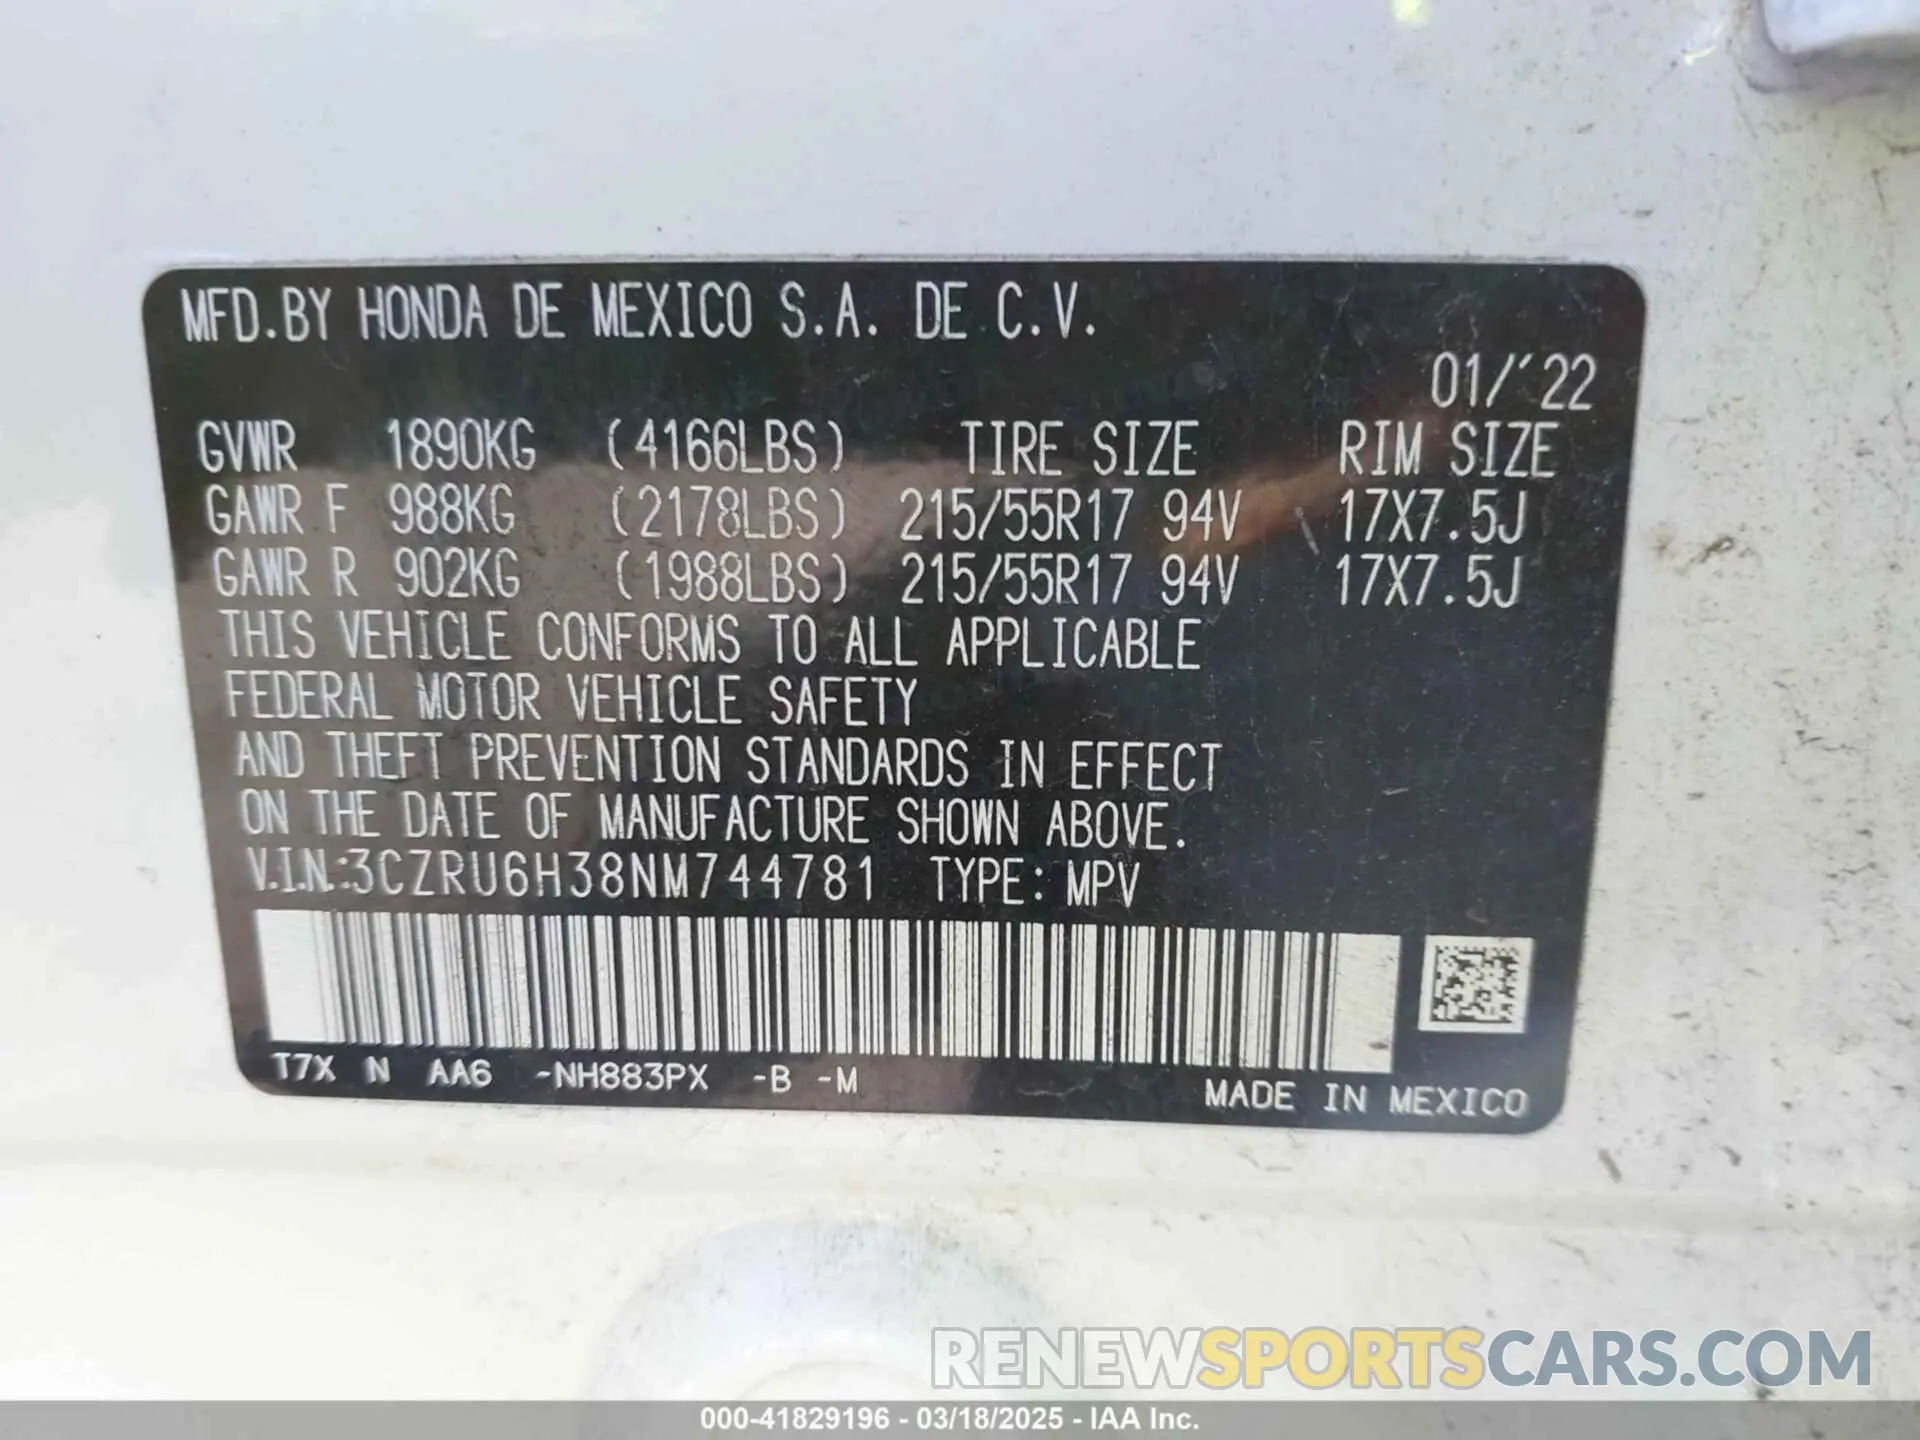 MFD.BY HONDA DE MEXICO S.A. DE C.V.
01/'22
GVWR 1890KG (4166LBS) TIRE SIZE RIM SIZE
GAWR F 988KG (2178LBS) 215/55R17 94V 17X7.5J
GAWR R 902KG (1988LBS) 215/55R17 94V 17X7.5J
THIS VEHICLE CONFORMS TO ALL APPLICABLE
FEDERAL MOTOR VEHICLE SAFETY
AND THEFT PREVENTION STANDARDS IN EFFECT
ON THE DATE OF MANUFACTURE SHOWN ABOVE.
V.I.N.:3CZRU6H38NM744781 TYPE: MPV
T7X N AA6 -NH883PX -B -M
MADE IN MEXICO
RENEWSPORTSCARS.COM
000-41829196 - 03/18/2025 - IAA Inc.